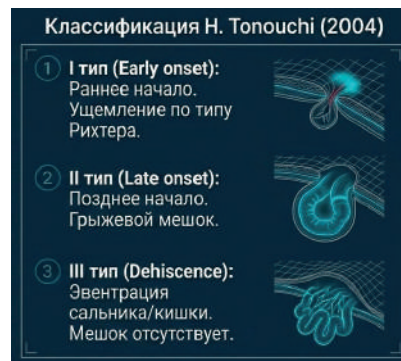 Классификация H. Tonouchi (2004)
1 I тип (Early onset):
Раннее начало.
Ущемление по типу
Рихтера.
2 II тип (Late onset):
Позднее начало.
Грыжевой мешок.
3 III тип (Dehiscence):
Эвентрация
сальника/кишки.
Мешок отсутствует.